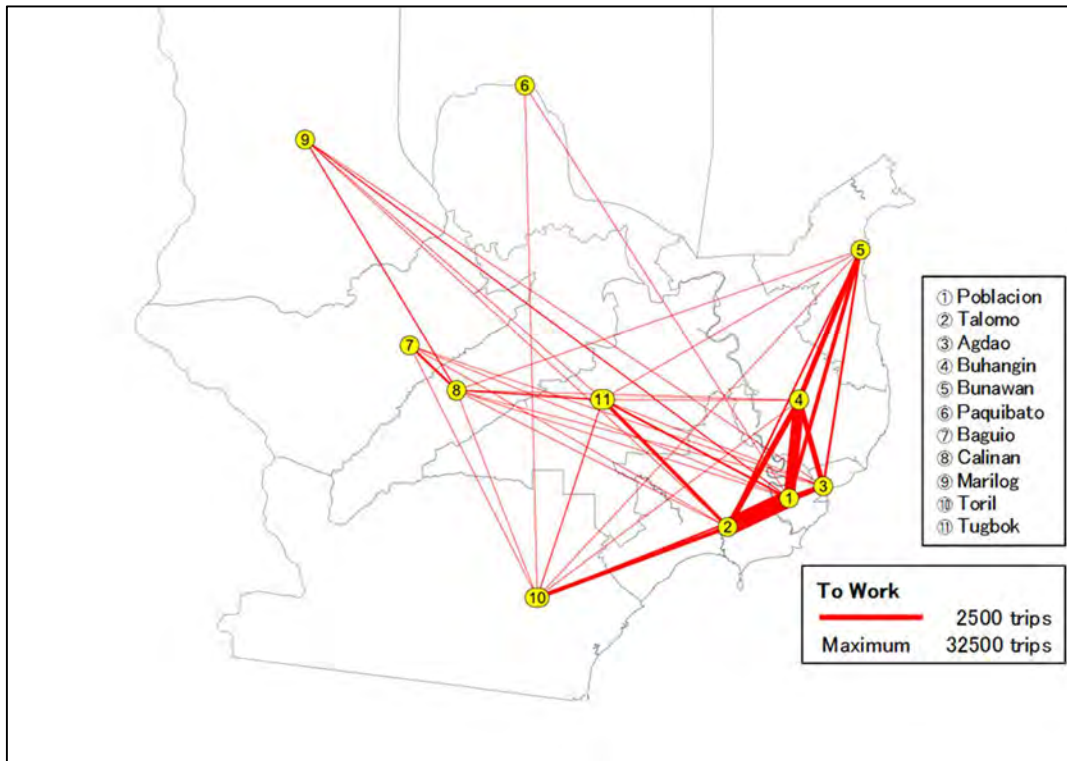 6
9
5
7
8
11
4
3
1
2
10
① Poblacion
② Talomo
③ Agdao
④ Buhangin
⑤ Bunawan
⑥ Paquibato
⑦ Baguio
⑧ Calinan
⑨ Marilog
⑩ Toril
⑪ Tugbok
To Work
2500 trips
Maximum 32500 trips